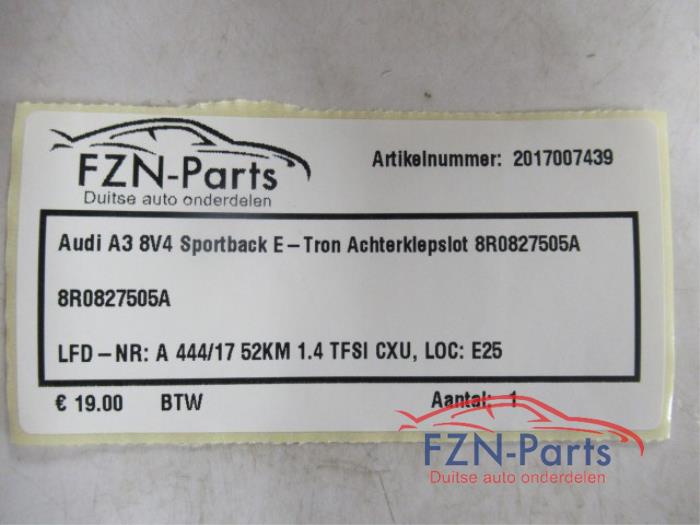 FZN-Parts
Duitse auto onderdelen
Artikelnummer: 2017007439
Audi A3 8V4 Sportback E-Tron Achterklepslot 8R0827505A
8R0827505A
LFD-NR: A 444/17 52KM 1.4 TFSI CXU, LOC: E25
€ 19.00 BTW Aantal: 1
FZN-Parts
Duitse auto onderdelen